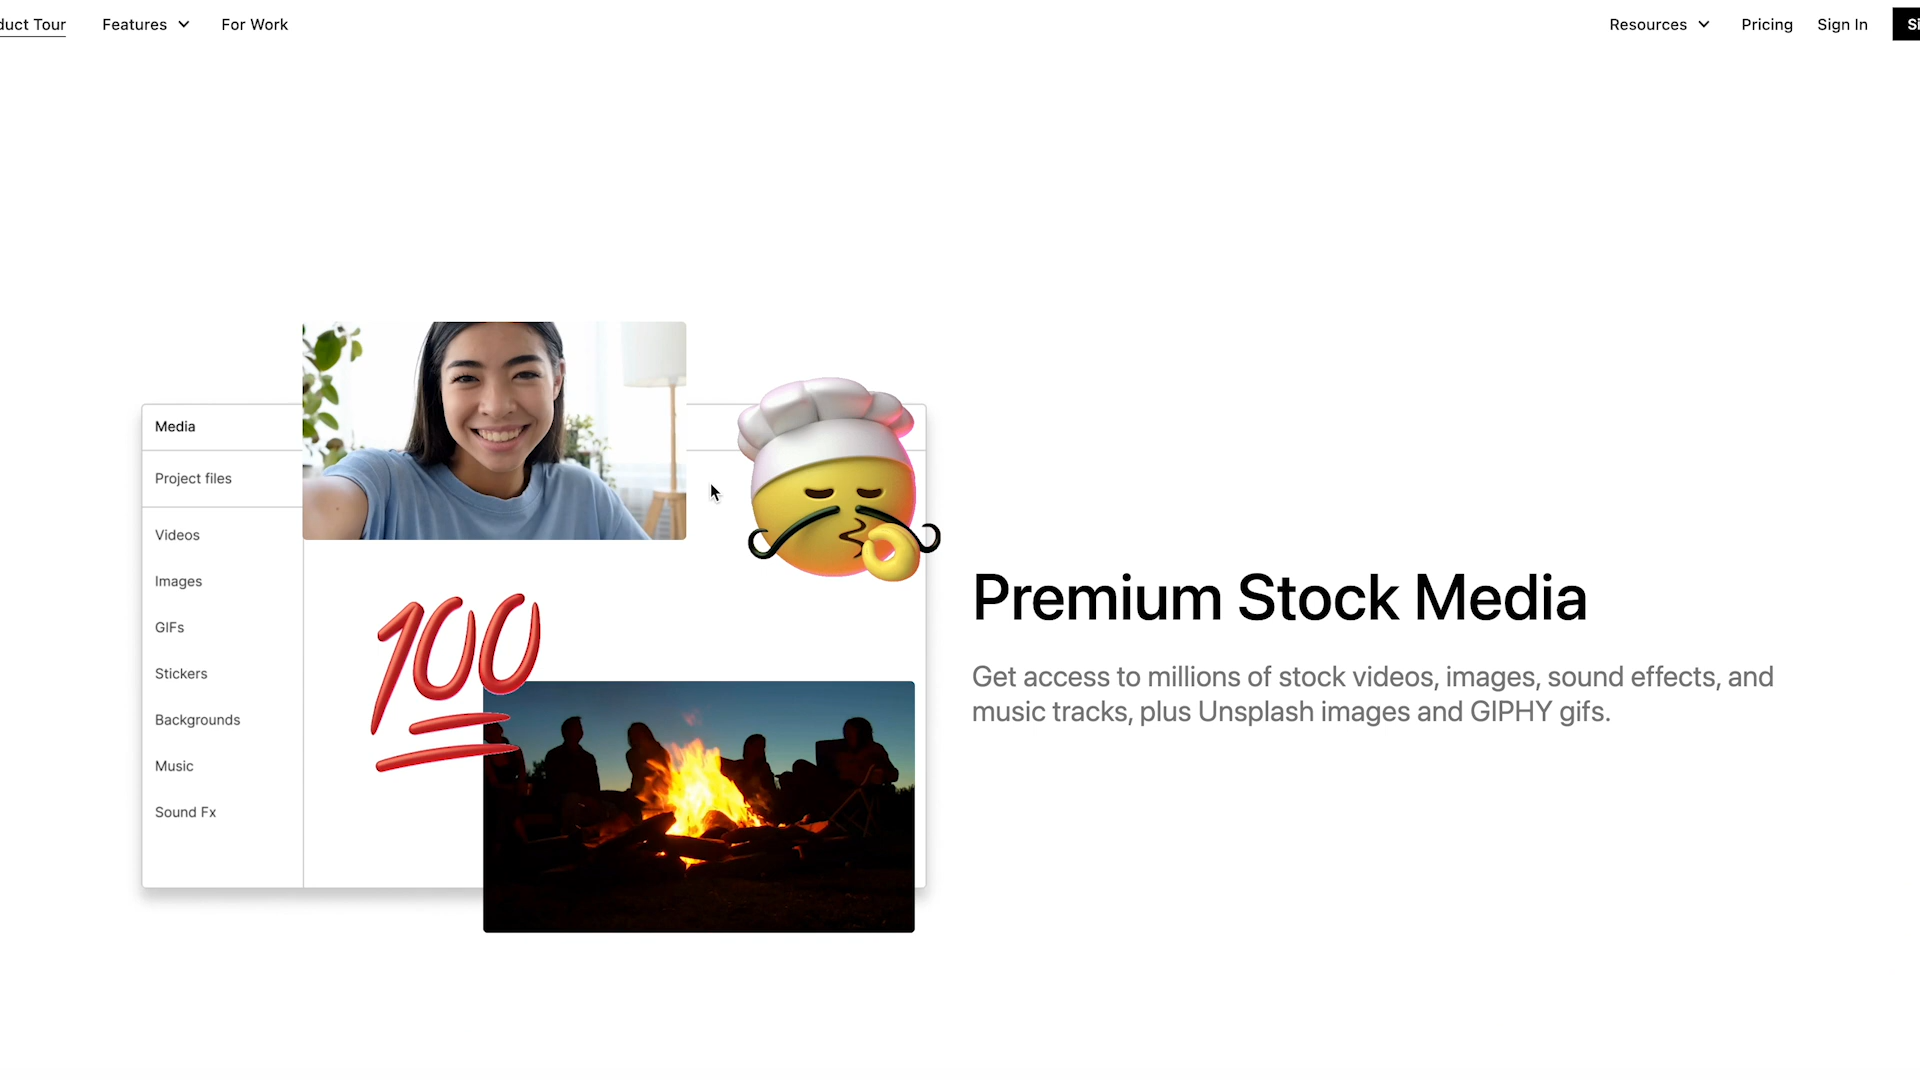 duct Tour
Features
For Work
Resources
Pricing
Sign In
Media
Project files
Videos
Images
GIFs
Stickers
Backgrounds
Music
Sound Fx
100
Premium Stock Media
Get access to millions of stock videos, images, sound effects, and
music tracks, plus Unsplash images and GIPHY gifs.